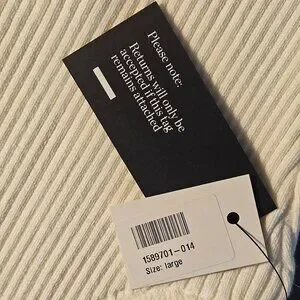 Please note:
Returns will only be
accepted if this tag
remains attached
1589701-014
Size: large